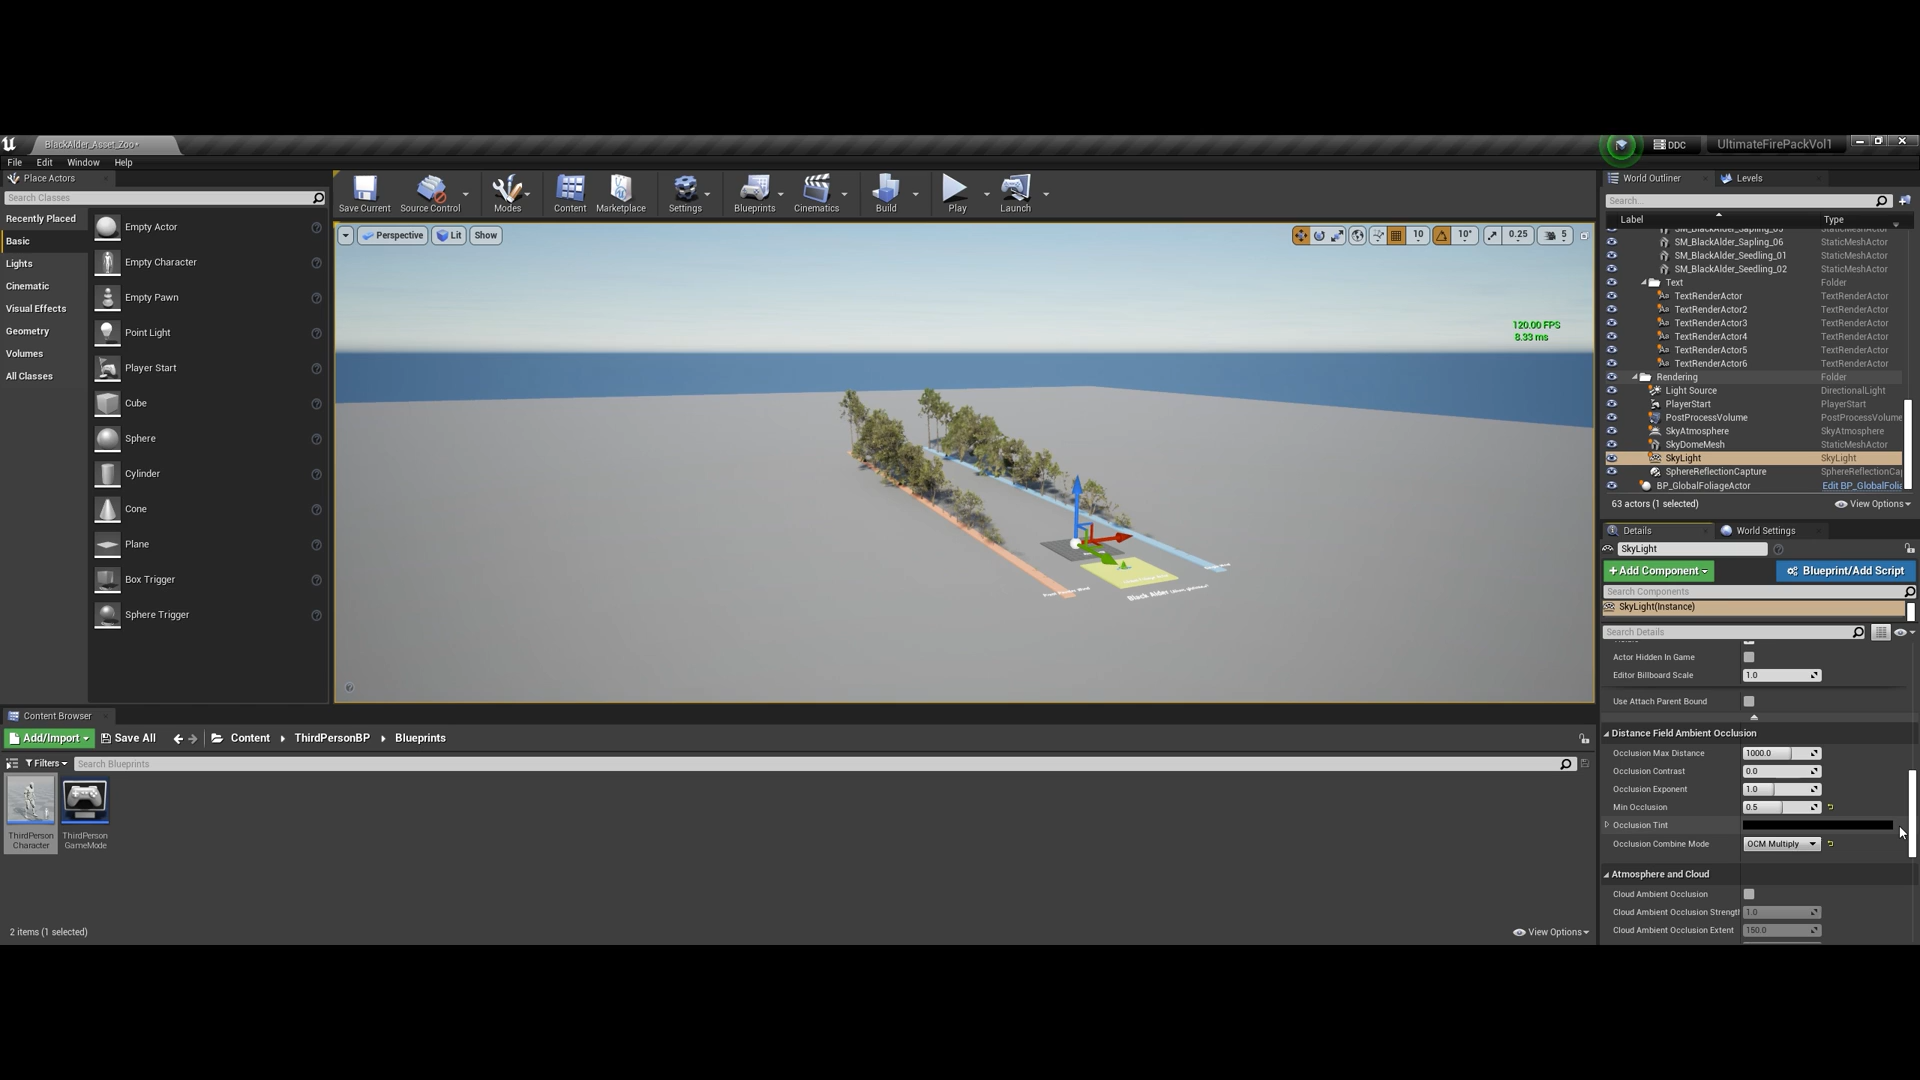 BlackAlder_Asset_Zoo*
DDC
UltimateFirePackVol1
File Edit Window Help
Place Actors
Search Classes
Recently Placed
Basic
Lights
Cinematic
Visual Effects
Geometry
Volumes
All Classes
Empty Actor
Empty Character
Empty Pawn
Point Light
Player Start
Cube
Sphere
Cylinder
Cone
Plane
Box Trigger
Sphere Trigger
Save Current Source Control Modes Content Marketplace Settings Blueprints Cinematics Build Play Launch
Perspective Lit Show
10 10° 0.25 5
120.00 FPS
8.33 ms
Black Alder
World Outliner Levels
Search...
Label Type
SM_BlackAlder_Sapling_05 StaticMeshActor
SM_BlackAlder_Sapling_06 StaticMeshActor
SM_BlackAlder_Seedling_01 StaticMeshActor
SM_BlackAlder_Seedling_02 StaticMeshActor
Text Folder
TextRenderActor TextRenderActor
TextRenderActor2 TextRenderActor
TextRenderActor3 TextRenderActor
TextRenderActor4 TextRenderActor
TextRenderActor5 TextRenderActor
TextRenderActor6 TextRenderActor
Rendering Folder
Light Source DirectionalLight
PlayerStart PlayerStart
PostProcessVolume PostProcessVolume
SkyAtmosphere SkyAtmosphere
SkyDomeMesh StaticMeshActor
SkyLight SkyLight
SphereReflectionCapture SphereReflectionCap
BP_GlobalFoliageActor Edit BP_GlobalFolia
63 actors (1 selected) View Options
Details World Settings
SkyLight
+Add Component Blueprint/Add Script
Search Components
SkyLight(Instance)
Search Details
Actor Hidden In Game
Editor Billboard Scale 1.0
Use Attach Parent Bound
Distance Field Ambient Occlusion
Occlusion Max Distance 1000.0
Occlusion Contrast 0.0
Occlusion Exponent 1.0
Min Occlusion 0.5
Occlusion Tint
Occlusion Combine Mode OCM Multiply
Atmosphere and Cloud
Cloud Ambient Occlusion
Cloud Ambient Occlusion Strengt 1.0
Cloud Ambient Occlusion Extent 150.0
Content Browser
Add/Import Save All Content ThirdPersonBP Blueprints
Filters Search Blueprints
ThirdPerson
Character
ThirdPerson
GameMode
2 items (1 selected) View Options